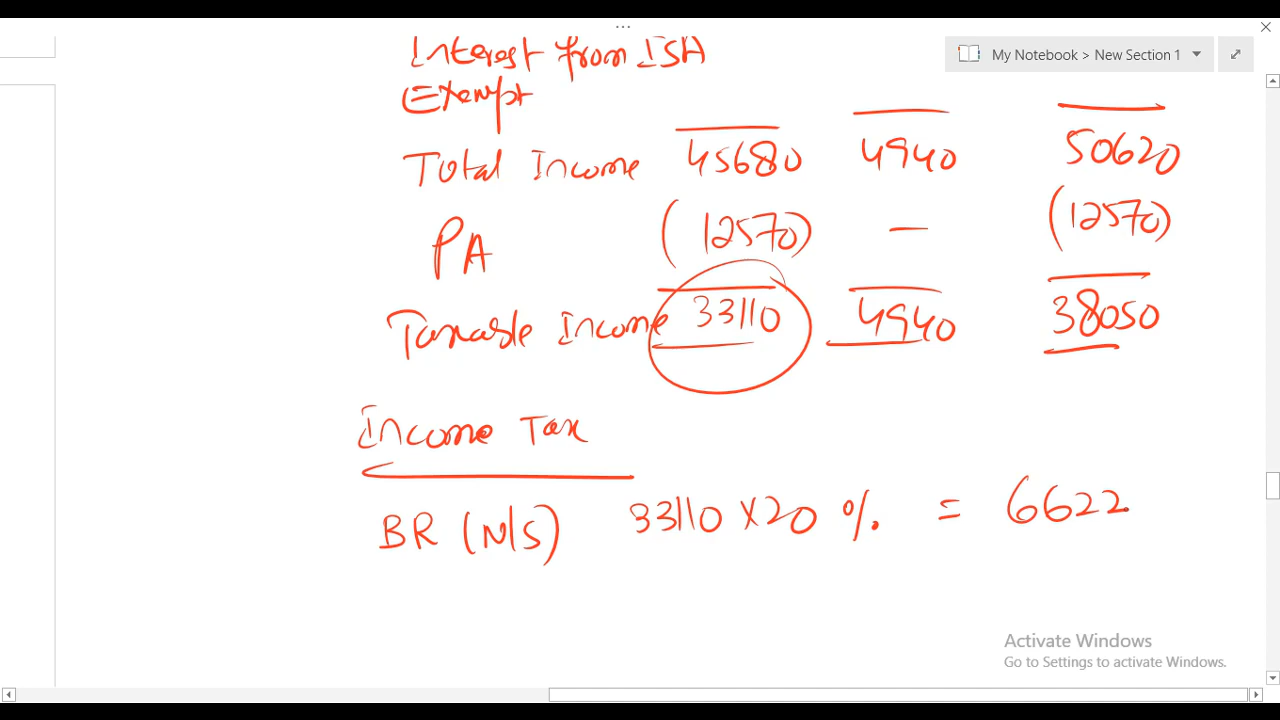 ...
My Notebook > New Section 1
Interest from ISA
Exempt
Total Income 45680 4940 50620
PA (12570) — (12570)
Taxable Income 33110 4940 38050
Income Tax
BR (N/S) 33110 X 20 % = 6622
Activate Windows
Go to Settings to activate Windows.